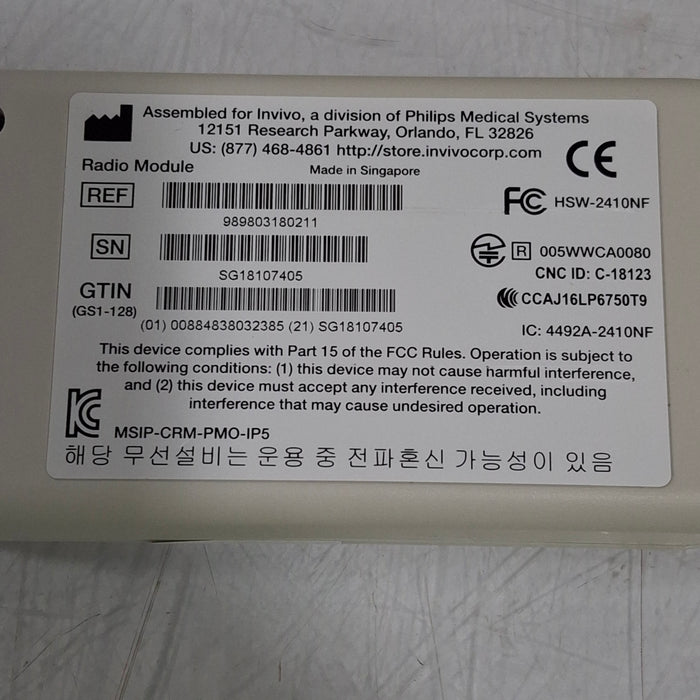 Assembled for Invivo, a division of Philips Medical Systems
12151 Research Parkway, Orlando, FL 32826
US: (877) 468-4861 http://store.invivocorp.com
CE
Radio Module
Made in Singapore
REF
989803180211
FC HSW-2410NF
SN
SG18107405
R 005WWCA0080
CNC ID: C-18123
GTIN
(GS1-128)
(01) 00884838032385 (21) SG18107405
CCAJ16LP6750T9
IC: 4492A-2410NF
This device complies with Part 15 of the FCC Rules. Operation is subject to
the following conditions: (1) this device may not cause harmful interference,
and (2) this device must accept any interference received, including
interference that may cause undesired operation.
MSIP-CRM-PMO-IP5
해당 무선설비는 운용 중 전파혼신 가능성이 있음